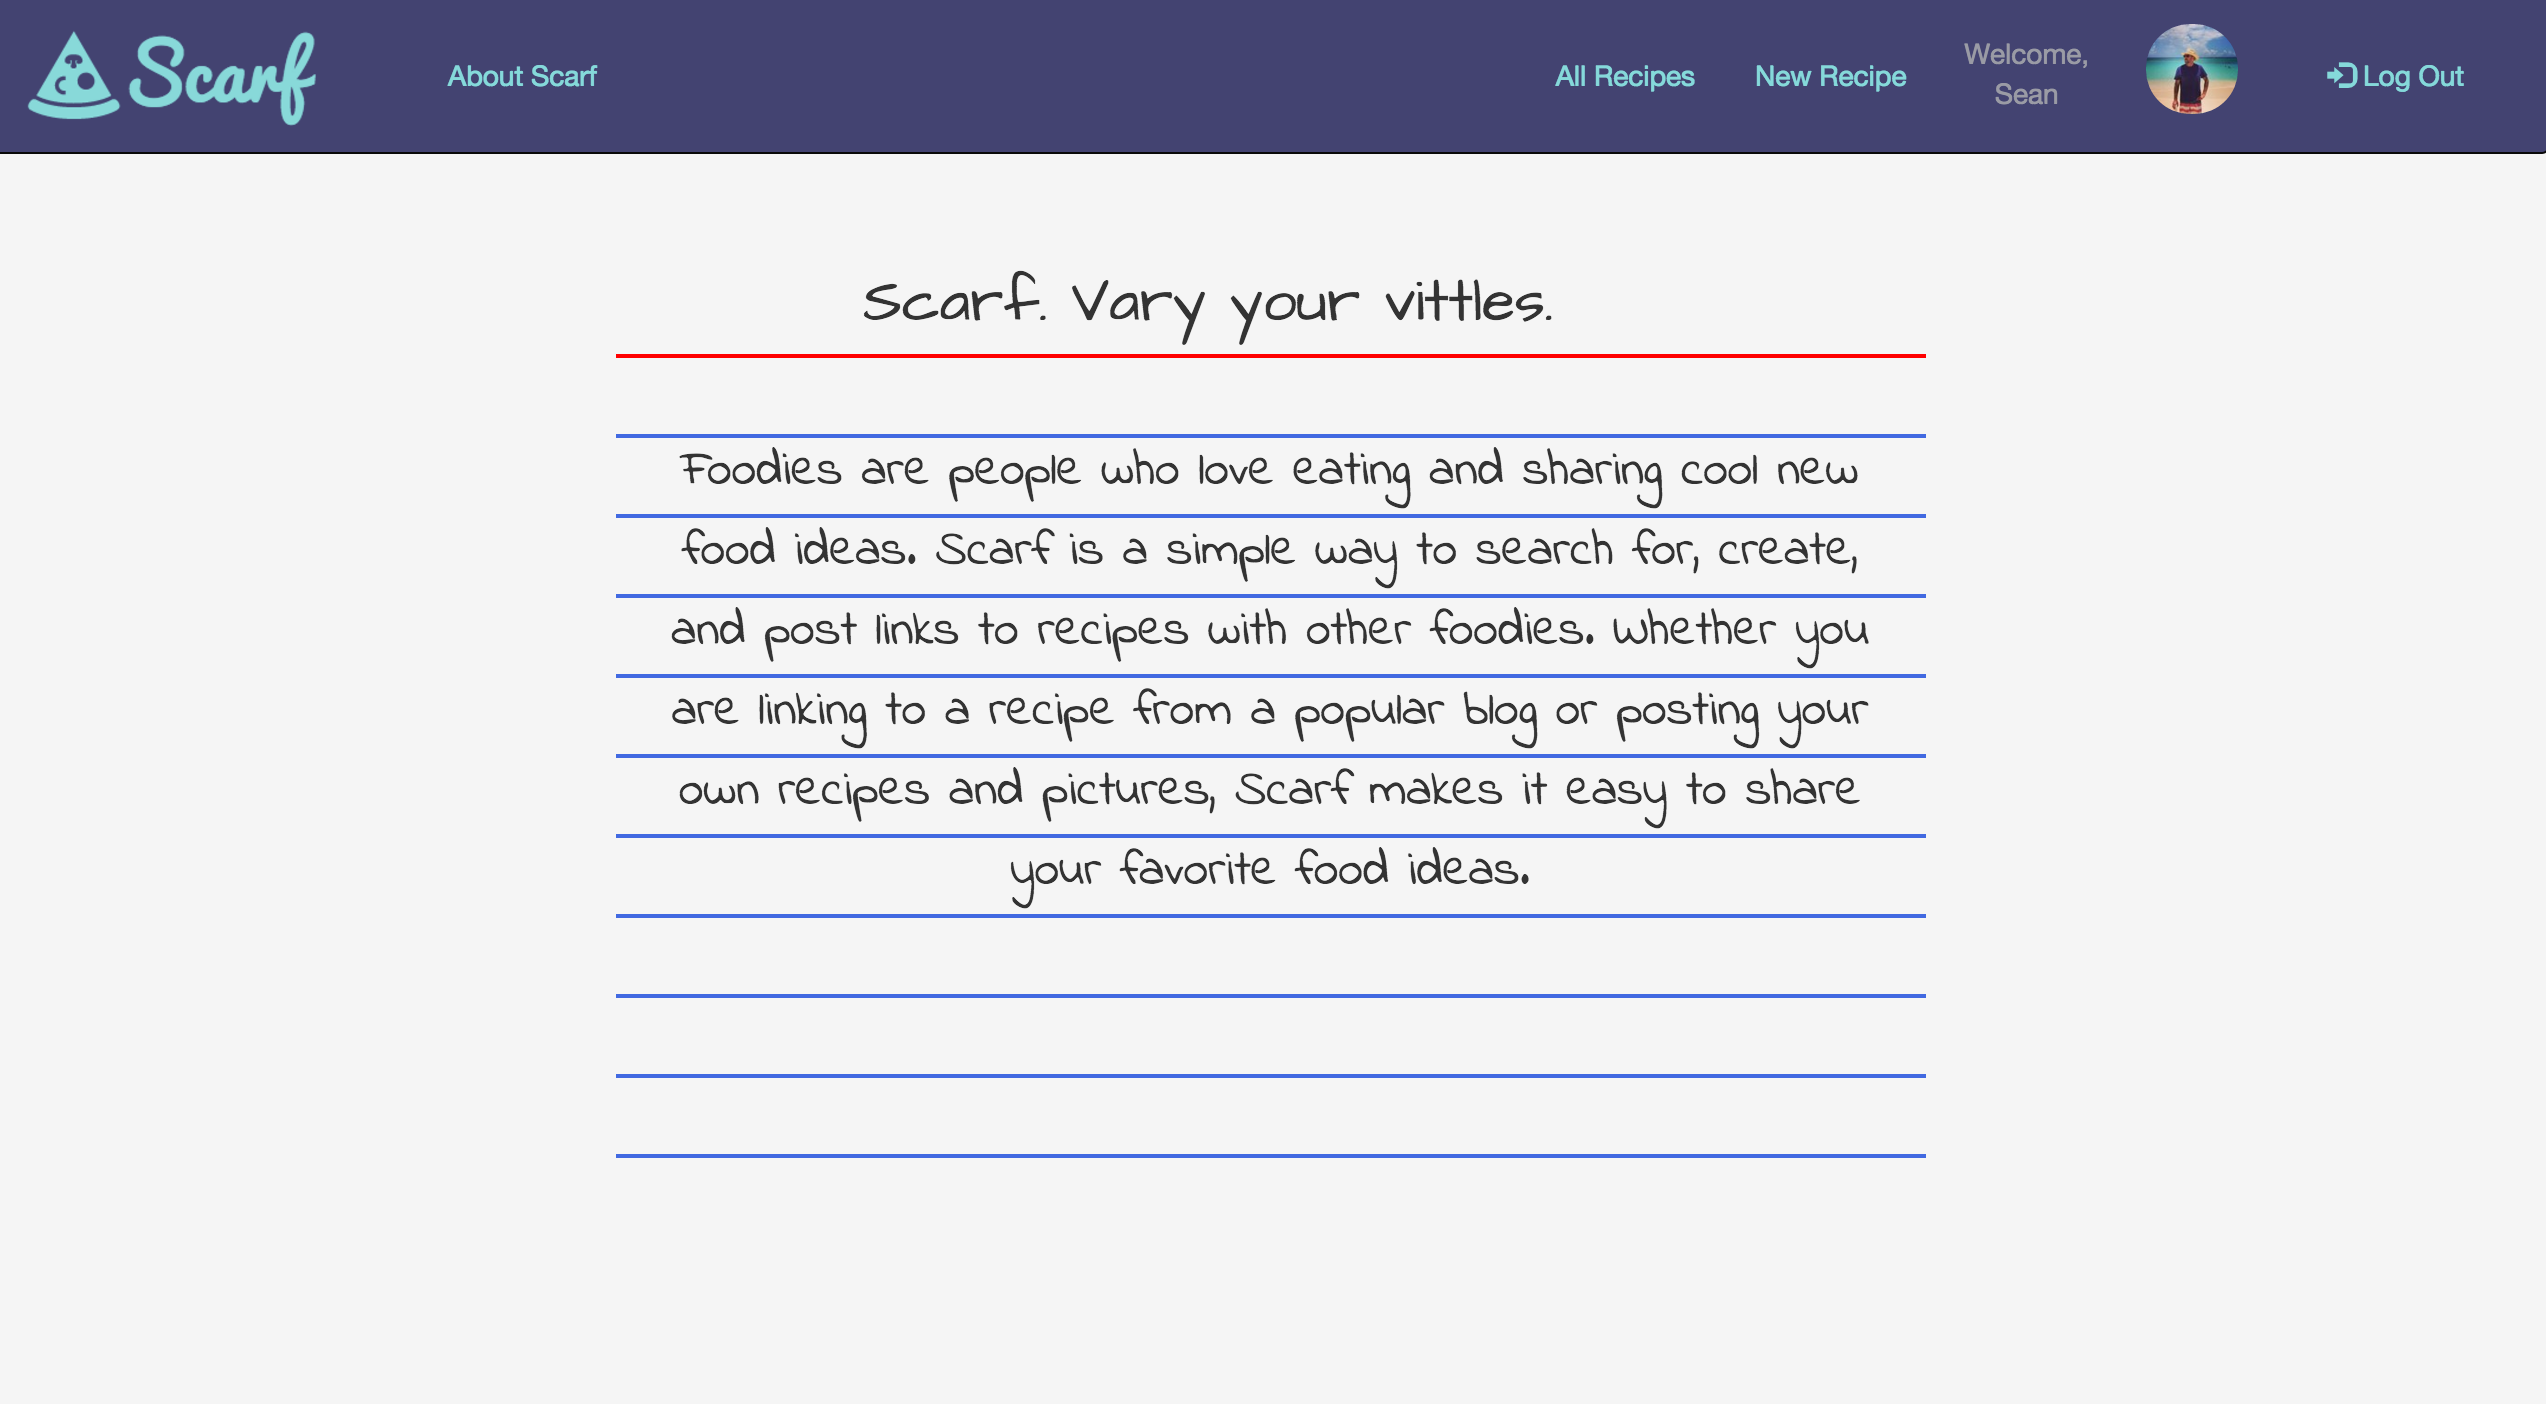 Scarf
About Scarf
All Recipes
New Recipe
Welcome,
Sean
Log Out
Scarf. Vary your vittles.
Foodies are people who love eating and sharing cool new
food ideas. Scarf is a simple way to search for, create,
and post links to recipes with other foodies. Whether you
are linking to a recipe from a popular blog or posting your
own recipes and pictures, Scarf makes it easy to share
your favorite food ideas.